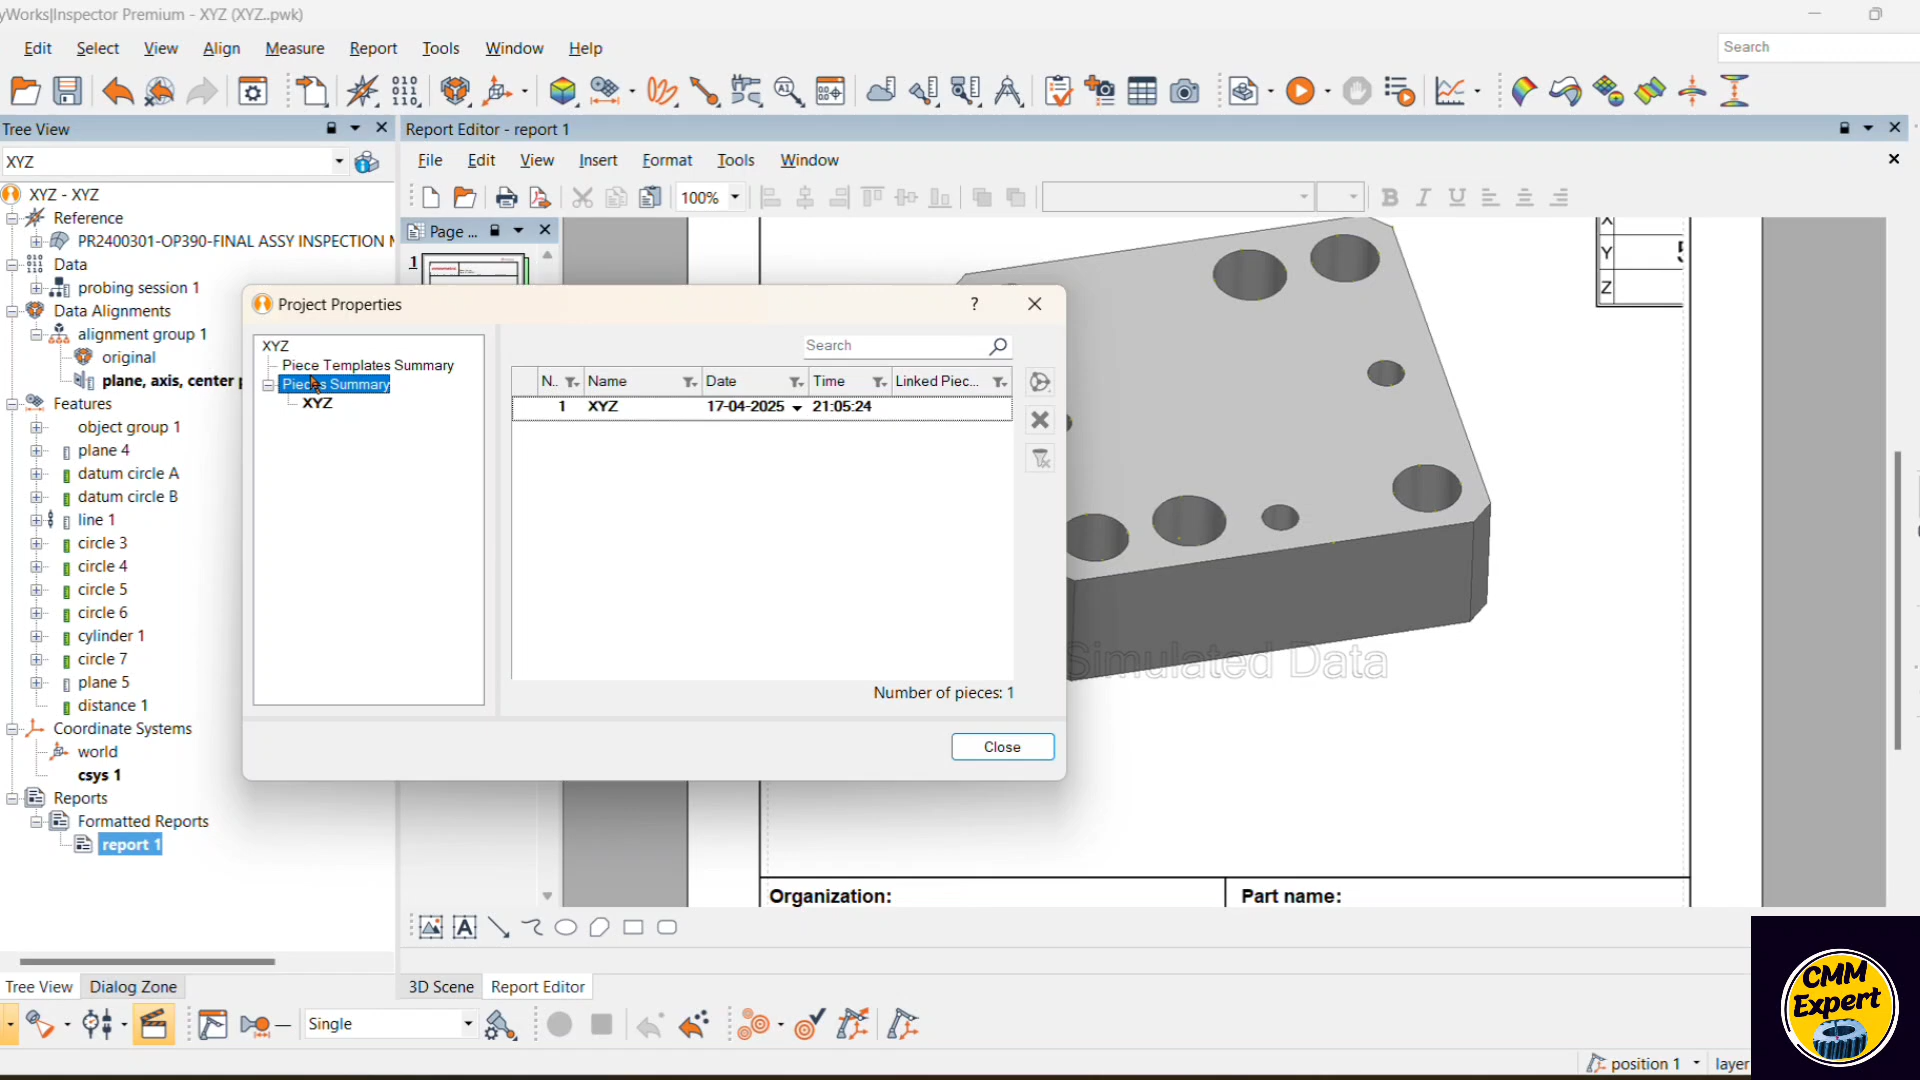 yWorks|Inspector Premium - XYZ (XYZ..pwk)
Edit Select View Align Measure Report Tools Window Help
Search
Tree View
Report Editor - report 1
XYZ
File Edit View Insert Format Tools Window
100%
B I U
XYZ - XYZ
Reference
PR2400301-OP390-FINAL ASSY INSPECTION
Data
probing session 1
Data Alignments
alignment group 1
original
plane, axis, center
Features
object group 1
plane 4
datum circle A
datum circle B
line 1
circle 3
circle 4
circle 5
circle 6
cylinder 1
circle 7
plane 5
distance 1
Coordinate Systems
world
csys 1
Reports
Formatted Reports
report 1
Page ...
1
Project Properties
?
XYZ
Piece Templates Summary
Pieces Summary
XYZ
Search
N.. Name Date Time Linked Piec...
1 XYZ 17-04-2025 21:05:24
Number of pieces: 1
Close
X
Y
Z
Simulated Data
Organization:
Part name:
A
Tree View Dialog Zone
3D Scene Report Editor
Single
position 1
layer
CMM
Expert